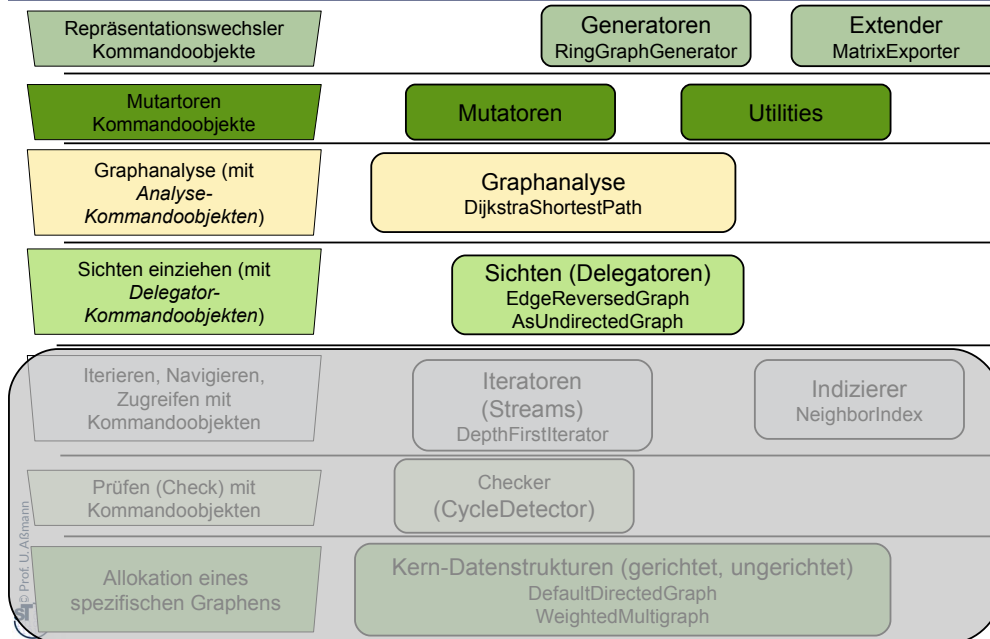 Repräsentationswechsler
Kommandoobjekte
Generatoren
RingGraphGenerator
Extender
MatrixExporter
Mutartoren
Kommandoobjekte
Mutatoren
Utilities
Graphanalyse (mit
Analyse-
Kommandoobjekten)
Graphanalyse
DijkstraShortestPath
Sichten einziehen (mit
Delegator-
Kommandoobjekten)
Sichten (Delegatoren)
EdgeReversedGraph
AsUndirectedGraph
Iterieren, Navigieren,
Zugreifen mit
Kommandoobjekten
Iteratoren
(Streams)
DepthFirstIterator
Indizierer
NeighborIndex
Prüfen (Check) mit
Kommandoobjekten
Checker
(CycleDetector)
Allokation eines
spezifischen Graphens
Kern-Datenstrukturen (gerichtet, ungerichtet)
DefaultDirectedGraph
WeightedMultigraph
© Prof. U. Aßmann
ST